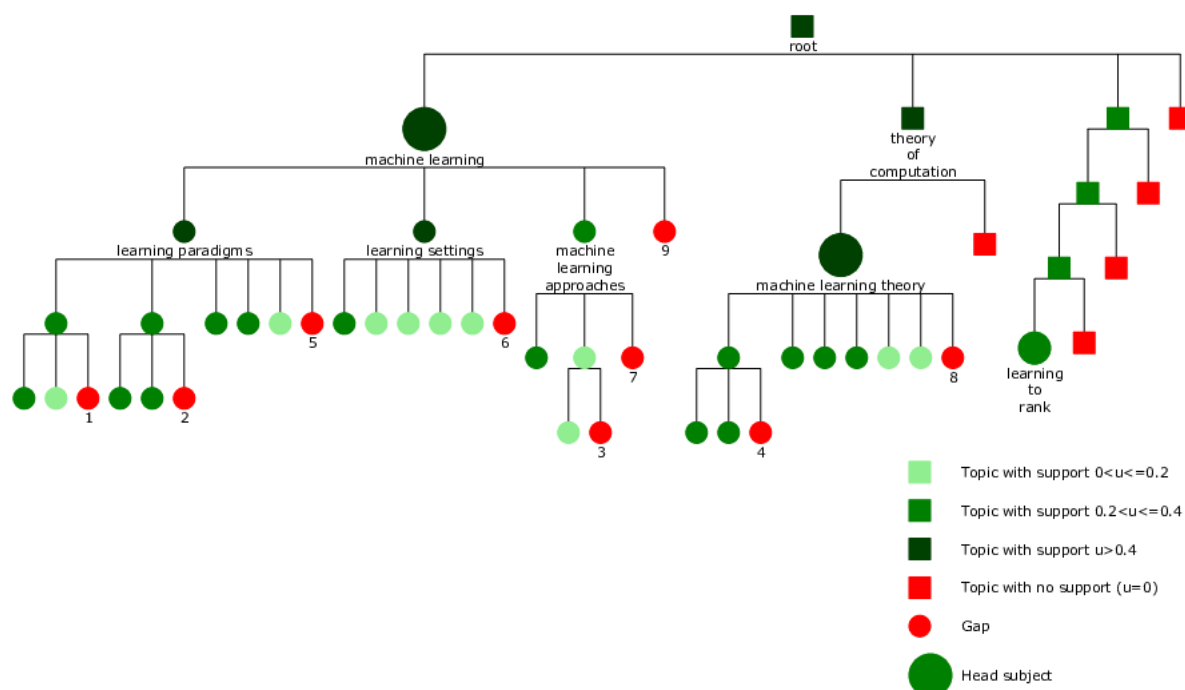 root
machine learning
theory
of
computation
learning paradigms
learning settings
machine
learning
approaches
9
machine learning theory
5
6
7
8
learning
to
rank
1
2
3
4
Topic with support 0<u<=0.2
Topic with support 0.2<u<=0.4
Topic with support u>0.4
Topic with no support (u=0)
Gap
Head subject